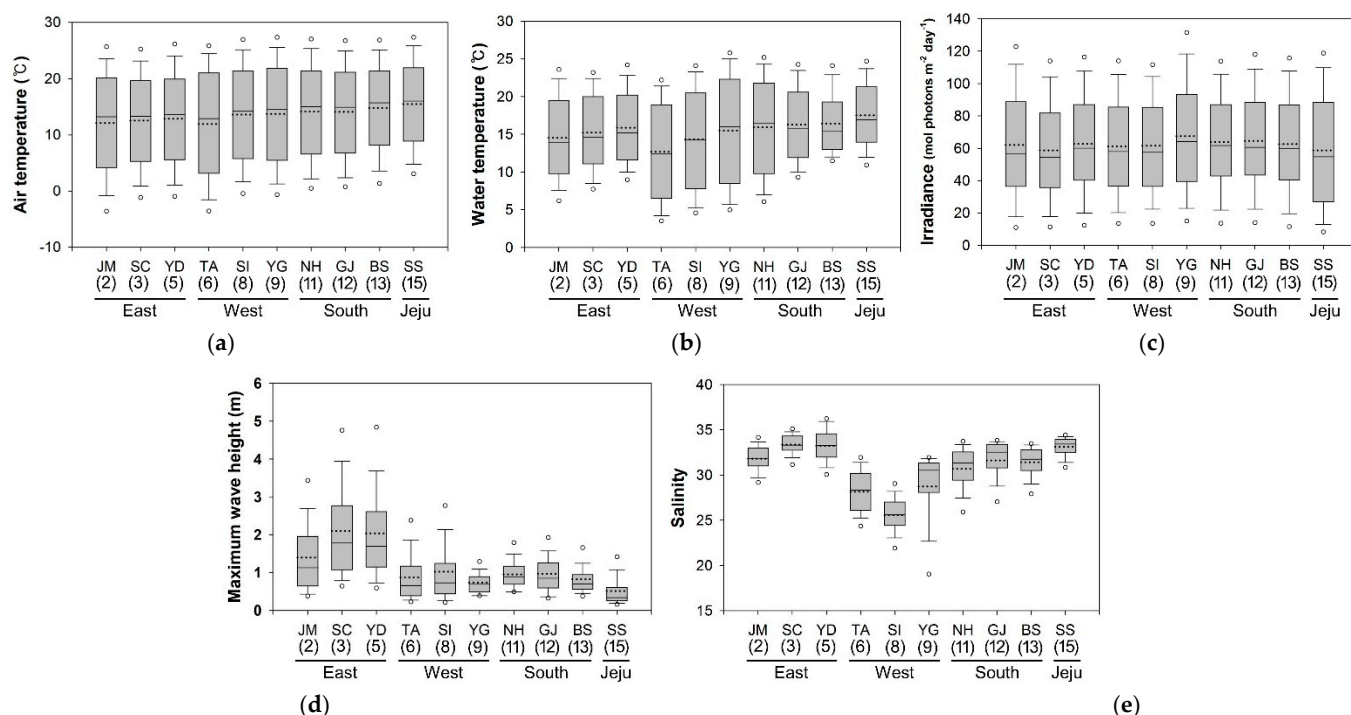 Air temperature (℃)
30
20
10
0
-10
JM SC YD TA SI YG NH GJ BS SS
(2) (3) (5) (6) (8) (9) (11) (12) (13) (15)
East West South Jeju
(a)
Water temperature (℃)
30
25
20
15
10
5
0
JM SC YD TA SI YG NH GJ BS SS
(2) (3) (5) (6) (8) (9) (11) (12) (13) (15)
East West South Jeju
(b)
Irradiance (mol photons m-2 day-1)
140
120
100
80
60
40
20
0
JM SC YD TA SI YG NH GJ BS SS
(2) (3) (5) (6) (8) (9) (11) (12) (13) (15)
East West South Jeju
(c)
Maximum wave height (m)
6
5
4
3
2
1
0
JM SC YD TA SI YG NH GJ BS SS
(2) (3) (5) (6) (8) (9) (11) (12) (13) (15)
East West South Jeju
(d)
Salinity
40
35
30
25
20
15
JM SC YD TA SI YG NH GJ BS SS
(2) (3) (5) (6) (8) (9) (11) (12) (13) (15)
East West South Jeju
(e)